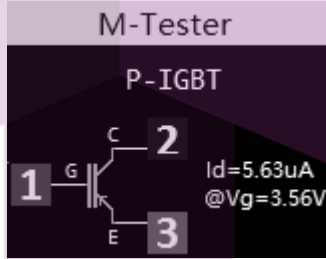 M-Tester
P-IGBT
C
2
G
1
Id=5.63uA
@Vg=3.56V
E
3